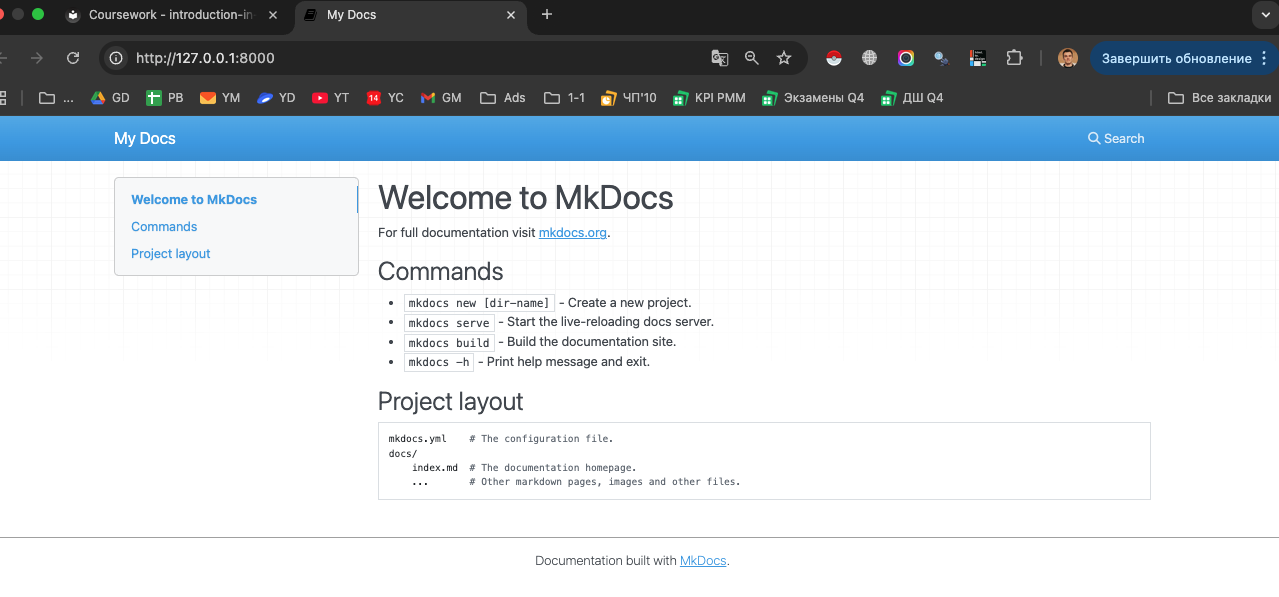 Coursework - introduction-in
My Docs
http://127.0.0.1:8000
Завершить обновление
...
GD
PB
YM
YD
YT
14
YC
GM
Ads
1-1
ЧП'10
KPI PMM
Экзамены Q4
ДШ Q4
Все закладки
My Docs
Search
Welcome to MkDocs
Commands
Project layout
Welcome to MkDocs
For full documentation visit mkdocs.org.
Commands
mkdocs new [dir-name] - Create a new project.
mkdocs serve - Start the live-reloading docs server.
mkdocs build - Build the documentation site.
mkdocs -h - Print help message and exit.
Project layout
mkdocs.yml # The configuration file.
docs/
index.md # The documentation homepage.
... # Other markdown pages, images and other files.
Documentation built with MkDocs.